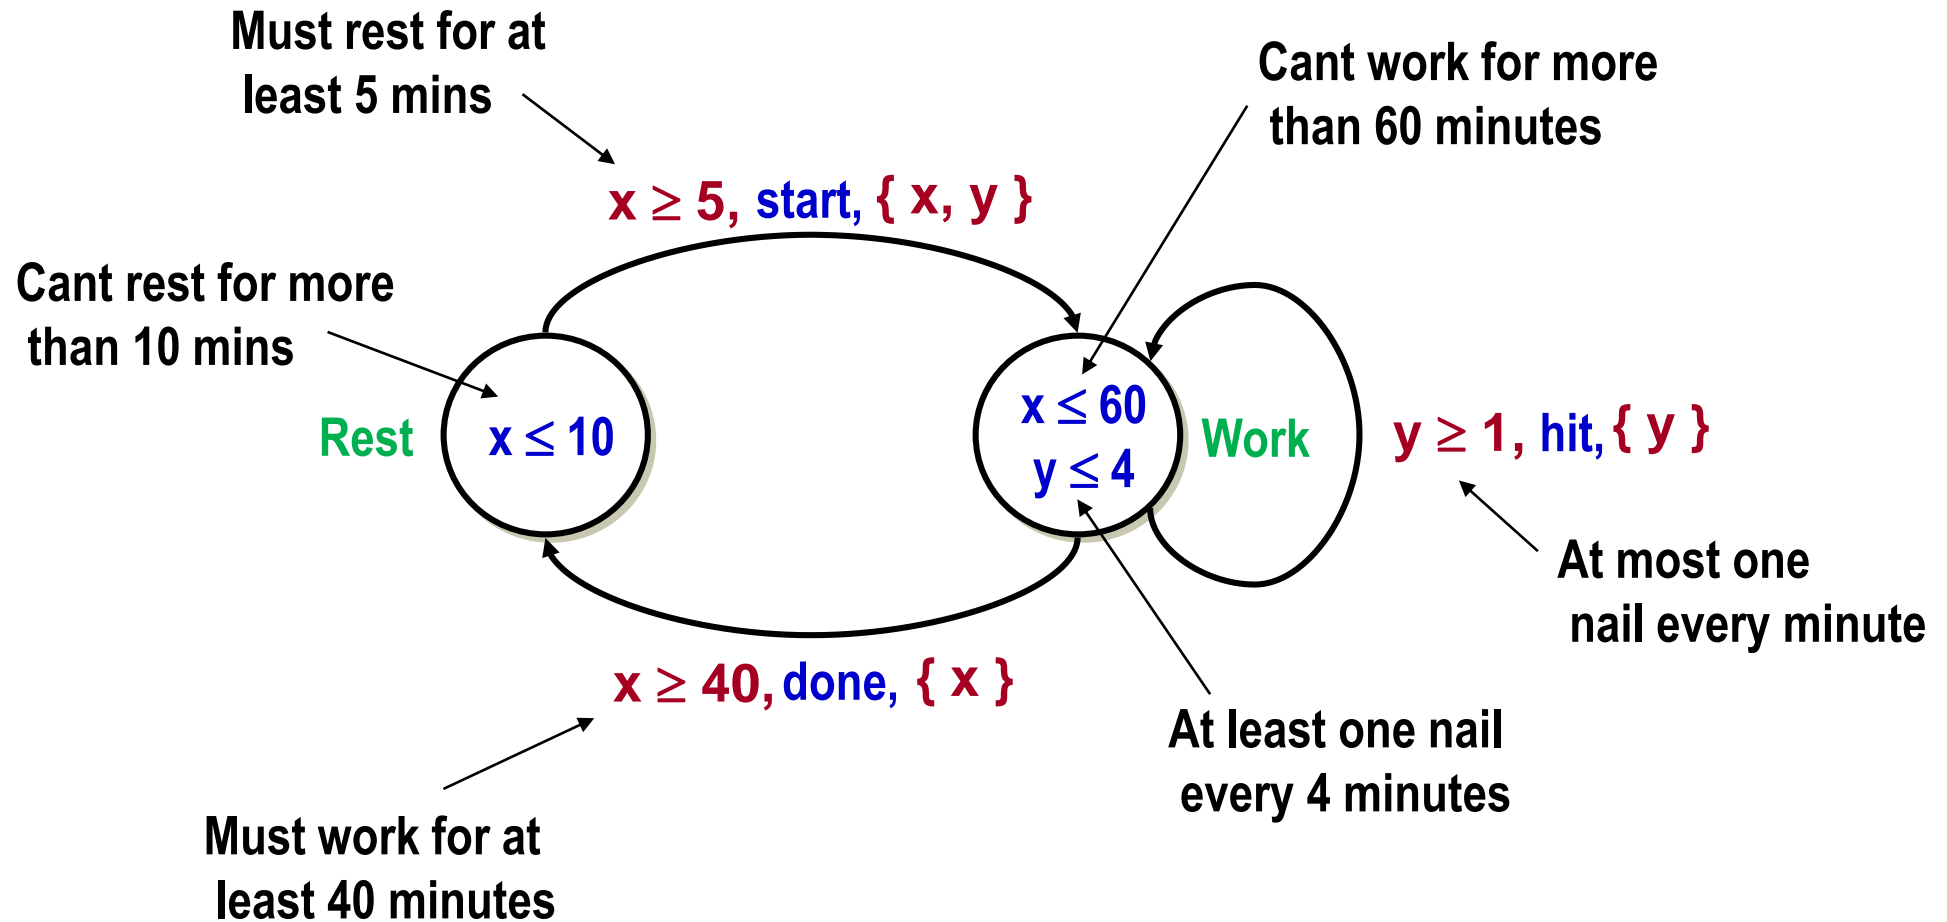 Must rest for at
least 5 mins
Cant work for more
than 60 minutes
x ≥ 5, start, { x, y }
Cant rest for more
than 10 mins
Rest
x ≤ 10
x ≤ 60
y ≤ 4
Work
y ≥ 1, hit, { y }
At most one
nail every minute
x ≥ 40, done, { x }
At least one nail
every 4 minutes
Must work for at
least 40 minutes